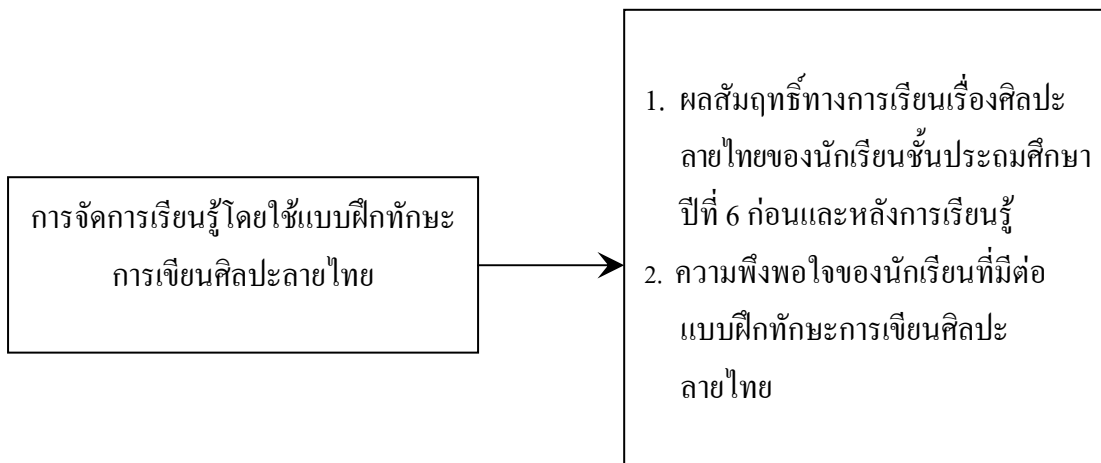 การจัดการเรียนรู้โดยใช้แบบฝึกทักษะ
การเขียนศิลปะลายไทย
1. ผลสัมฤทธิ์ทางการเรียนเรื่องศิลปะ
ลายไทยของนักเรียนชั้นประถมศึกษา
ปีที่ 6 ก่อนและหลังการเรียนรู้
2. ความพึงพอใจของนักเรียนที่มีต่อ
แบบฝึกทักษะการเขียนศิลปะ
ลายไทย